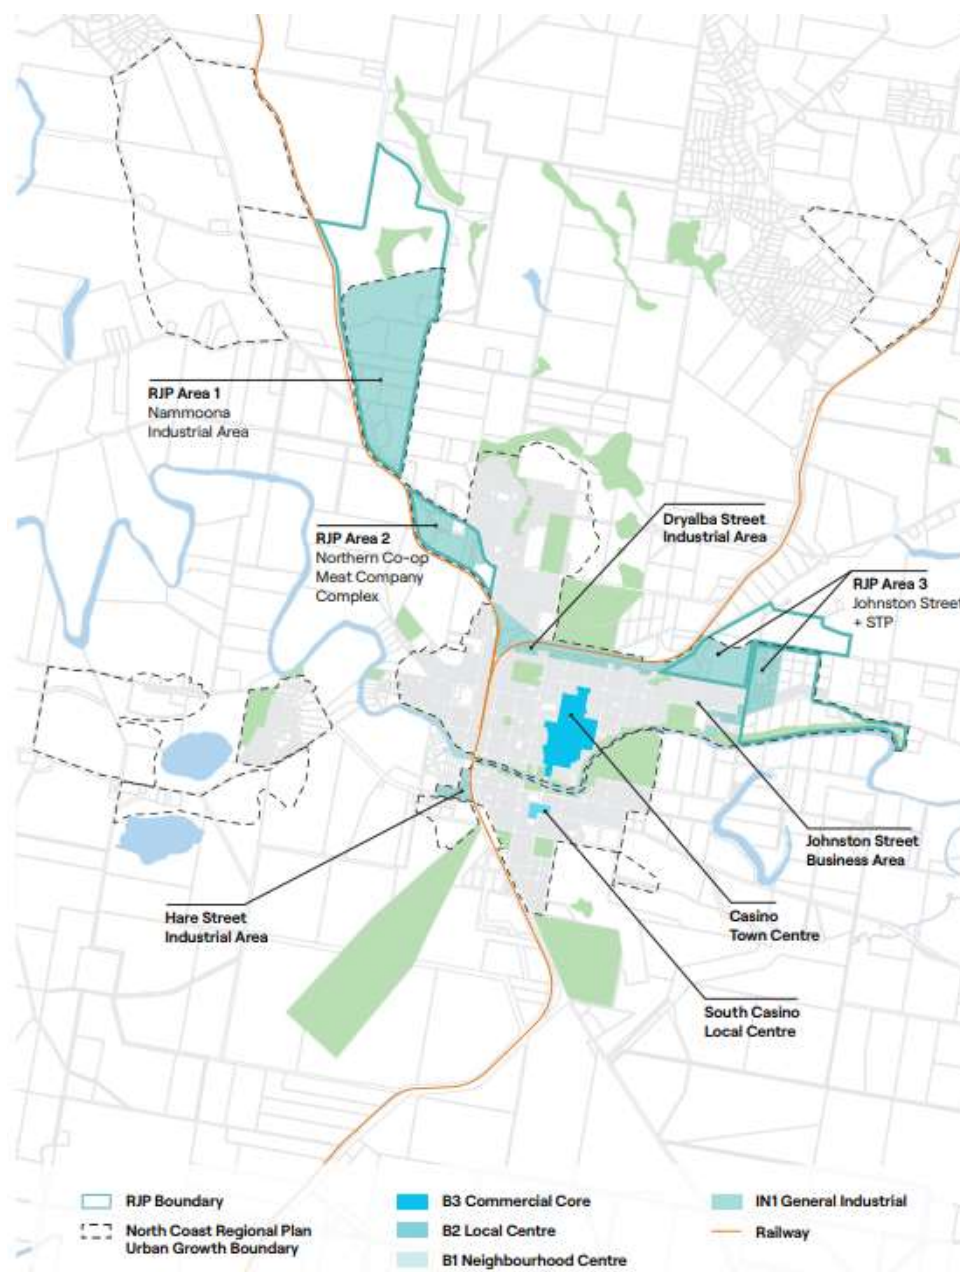 RJP Area 1
Nammoona
Industrial Area
RJP Area 2
Northern Co-op
Meat Company
Complex
Dryalba Street
Industrial Area
RJP Area 3
Johnston Street
+ STP
Johnston Street
Business Area
Hare Street
Industrial Area
Casino
Town Centre
South Casino
Local Centre
RJP Boundary
North Coast Regional Plan
Urban Growth Boundary
B3 Commercial Core
B2 Local Centre
B1 Neighbourhood Centre
IN1 General Industrial
Railway